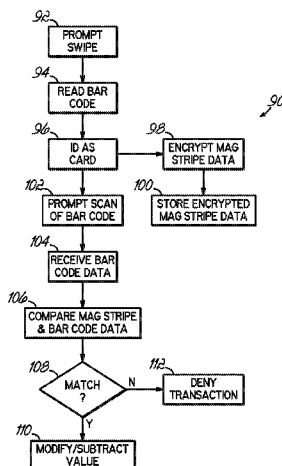 92
PROMPT
SWIPE
94
READ BAR
CODE
90
96
ID AS
CARD
98
ENCRYPT MAG
STRIPE DATA
102
PROMPT SCAN
OF BAR CODE
100
STORE ENCRYPTED
MAG STRIPE DATA
104
RECEIVE BAR
CODE DATA
106
COMPARE MAG STRIPE
& BAR CODE DATA
108
MATCH
?
N
112
DENY
TRANSACTION
Y
110
MODIFY/SUBTRACT
VALUE